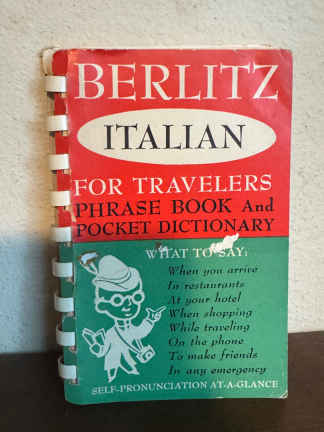 BERLITZ
ITALIAN
FOR TRAVELERS
PHRASE BOOK And
POCKET DICTIONARY
WHAT TO SAY:
When you arrive
In restaurants
At your hotel
When shopping
While traveling
On the phone
To make friends
In any emergency
SELF-PRONUNCIATION AT-A-GLANCE